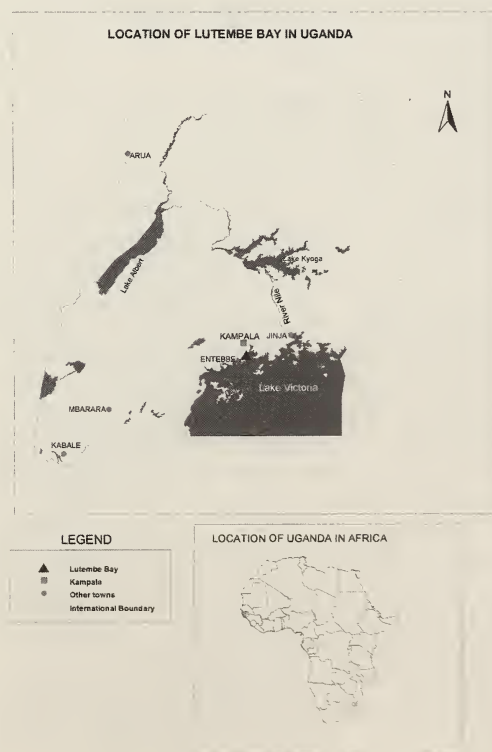 LOCATION OF LUTEMBE BAY IN UGANDA
N
ARUA
Lake Albert
Lake Kyoga
River Nile
KAMPALA
JINJA
ENTEBBE
Lake Victoria
MBARARA
KABALE
LEGEND
Lutembe Bay
Kampala
Other towns
International Boundary
LOCATION OF UGANDA IN AFRICA